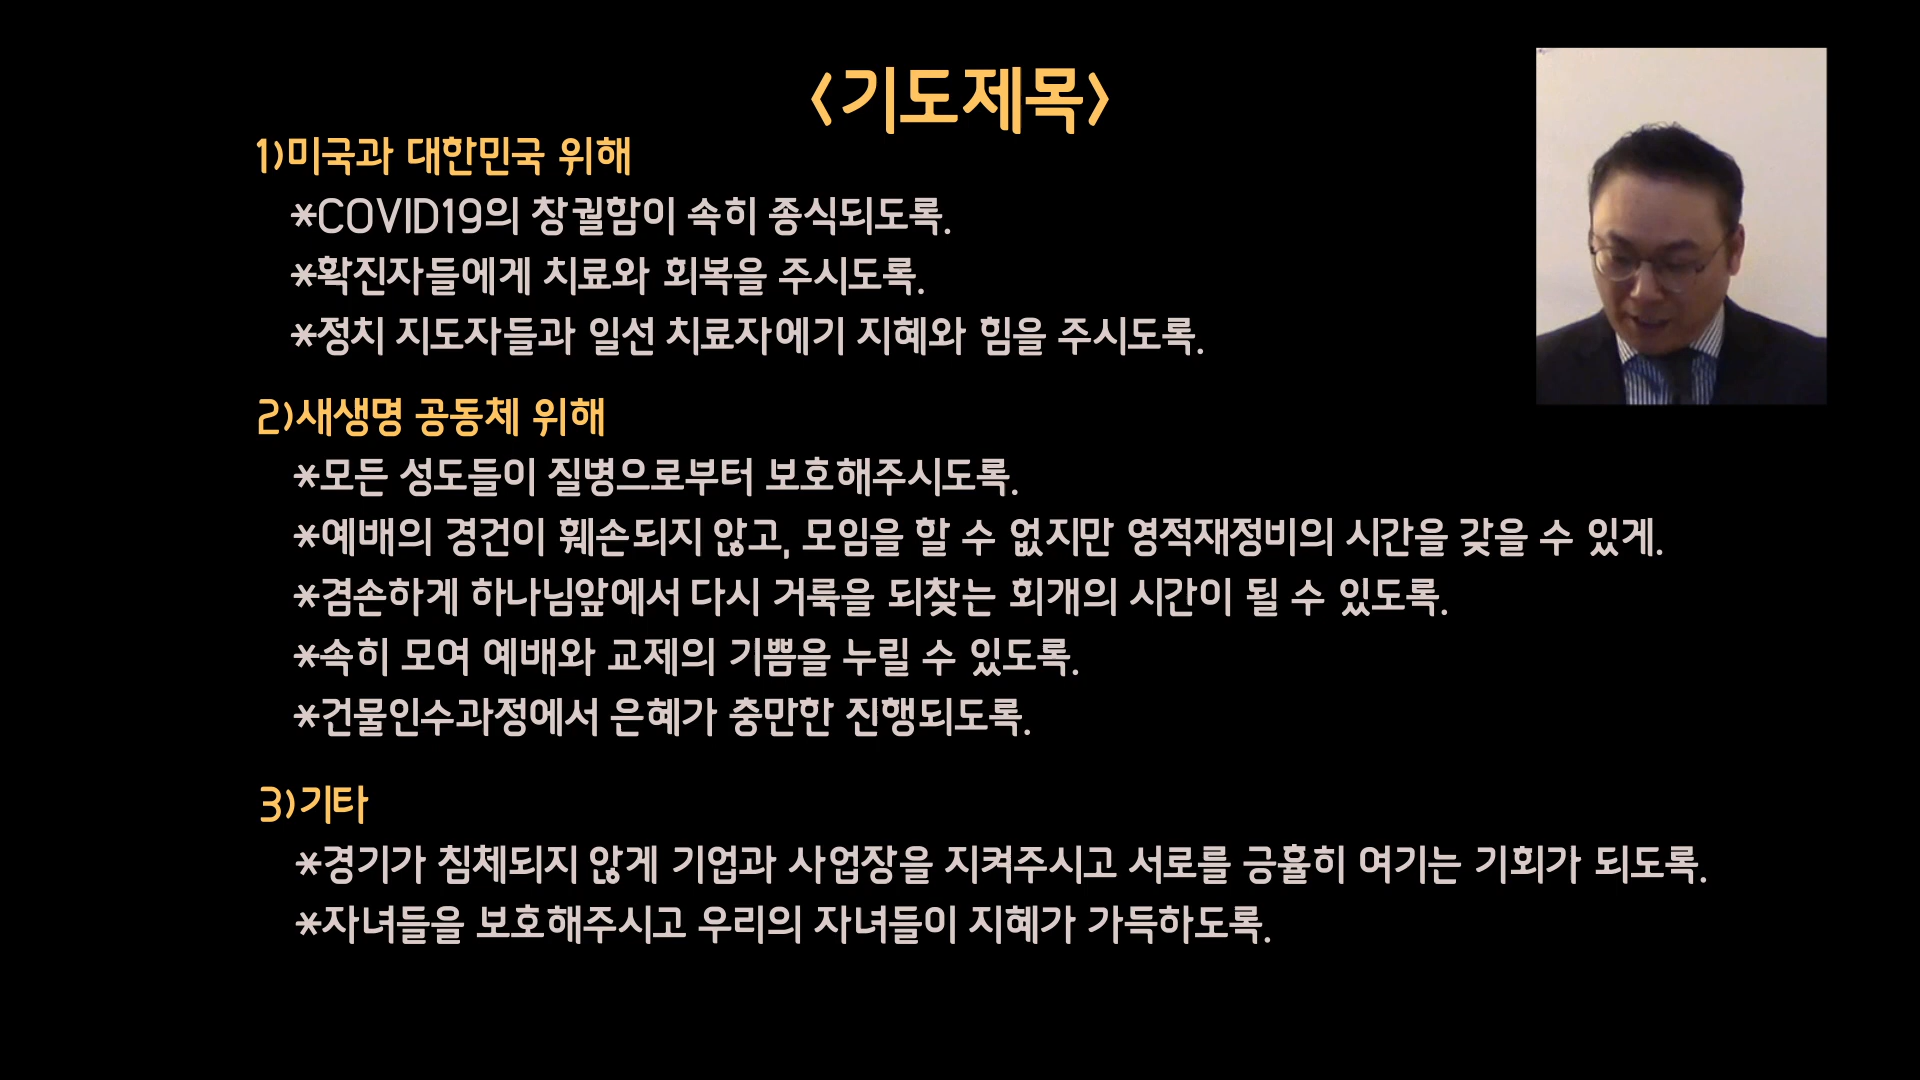 <기도제목>
1)미국과 대한민국 위해
*COVID19의 창궐함이 속히 종식되도록.
*확진자들에게 치료와 회복을 주시도록.
*정치 지도자들과 일선 치료자에기 지혜와 힘을 주시도록.
2)새생명 공동체 위해
*모든 성도들이 질병으로부터 보호해주시도록.
*예배의 경건이 훼손되지 않고, 모임을 할 수 없지만 영적재정비의 시간을 갖을 수 있게.
*겸손하게 하나님앞에서 다시 거룩을 되찾는 회개의 시간이 될 수 있도록.
*속히 모여 예배와 교제의 기쁨을 누릴 수 있도록.
*건물인수과정에서 은혜가 충만한 진행되도록.
3)기타
*경기가 침체되지 않게 기업과 사업장을 지켜주시고 서로를 긍휼히 여기는 기회가 되도록.
*자녀들을 보호해주시고 우리의 자녀들이 지혜가 가득하도록.